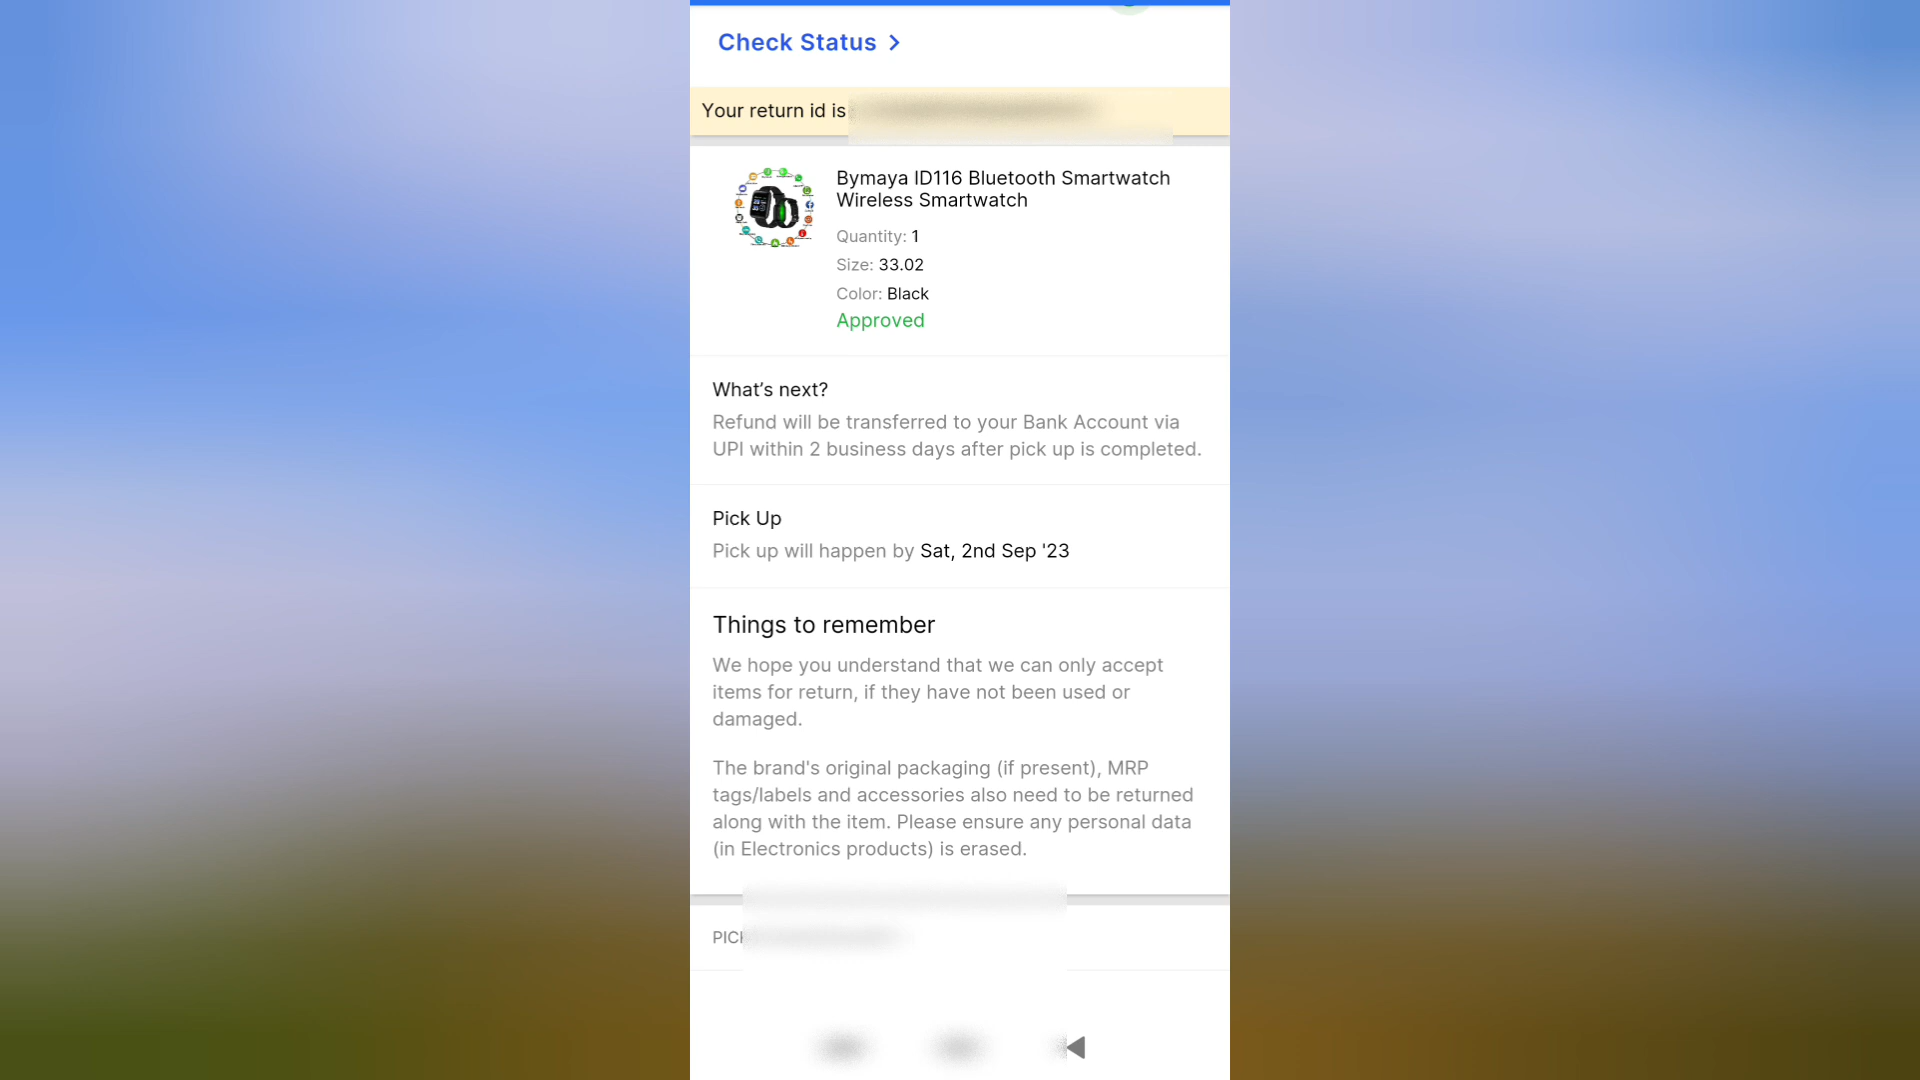 Check Status
Your return id is
Bymaya ID116 Bluetooth Smartwatch
Wireless Smartwatch
Quantity: 1
Size: 33.02
Color: Black
Approved
What's next?
Refund will be transferred to your Bank Account via
UPI within 2 business days after pick up is completed.
Pick Up
Pick up will happen by Sat, 2nd Sep '23
Things to remember
We hope you understand that we can only accept
items for return, if they have not been used or
damaged.
The brand's original packaging (if present), MRP
tags/labels and accessories also need to be returned
along with the item. Please ensure any personal data
(in Electronics products) is erased.